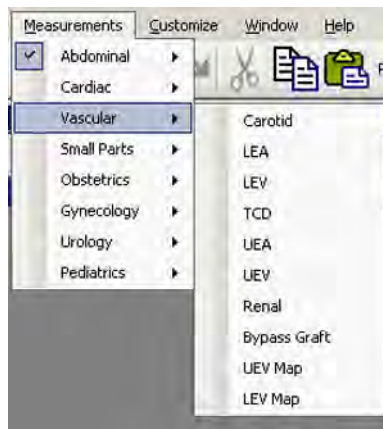 Measurements Customize Window Help
Abdominal
Cardiac
Vascular
Small Parts
Obstetrics
Gynecology
Urology
Pediatrics
Carotid
LEA
LEV
TCD
UEA
UEV
Renal
Bypass Graft
UEV Map
LEV Map